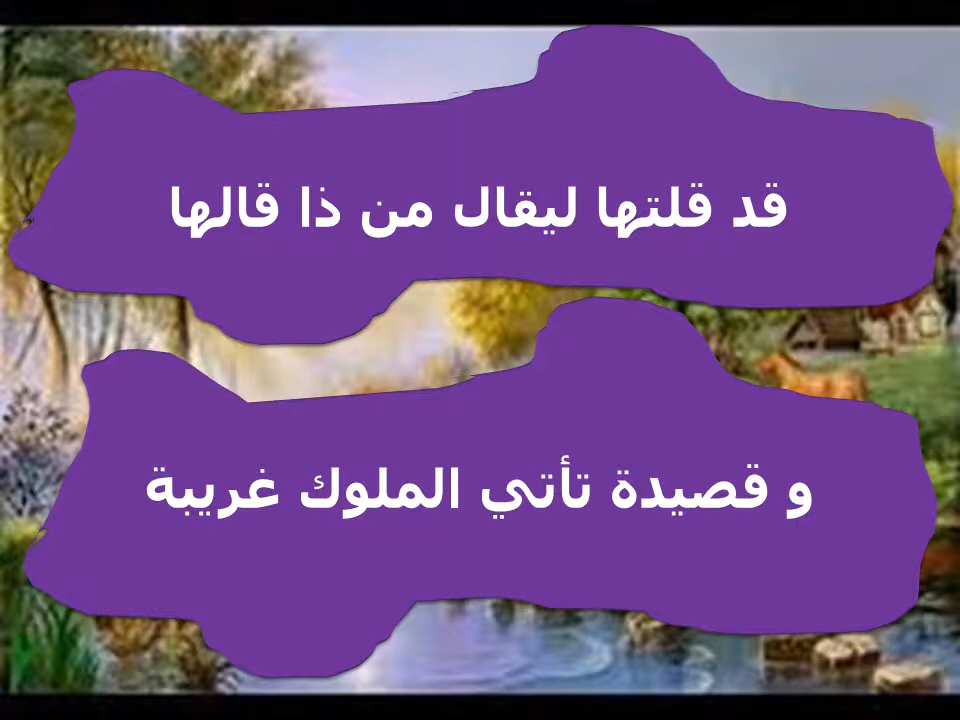 قد قلتها ليقال من ذا قالها
و قصيدة تأتي الملوك غريبة